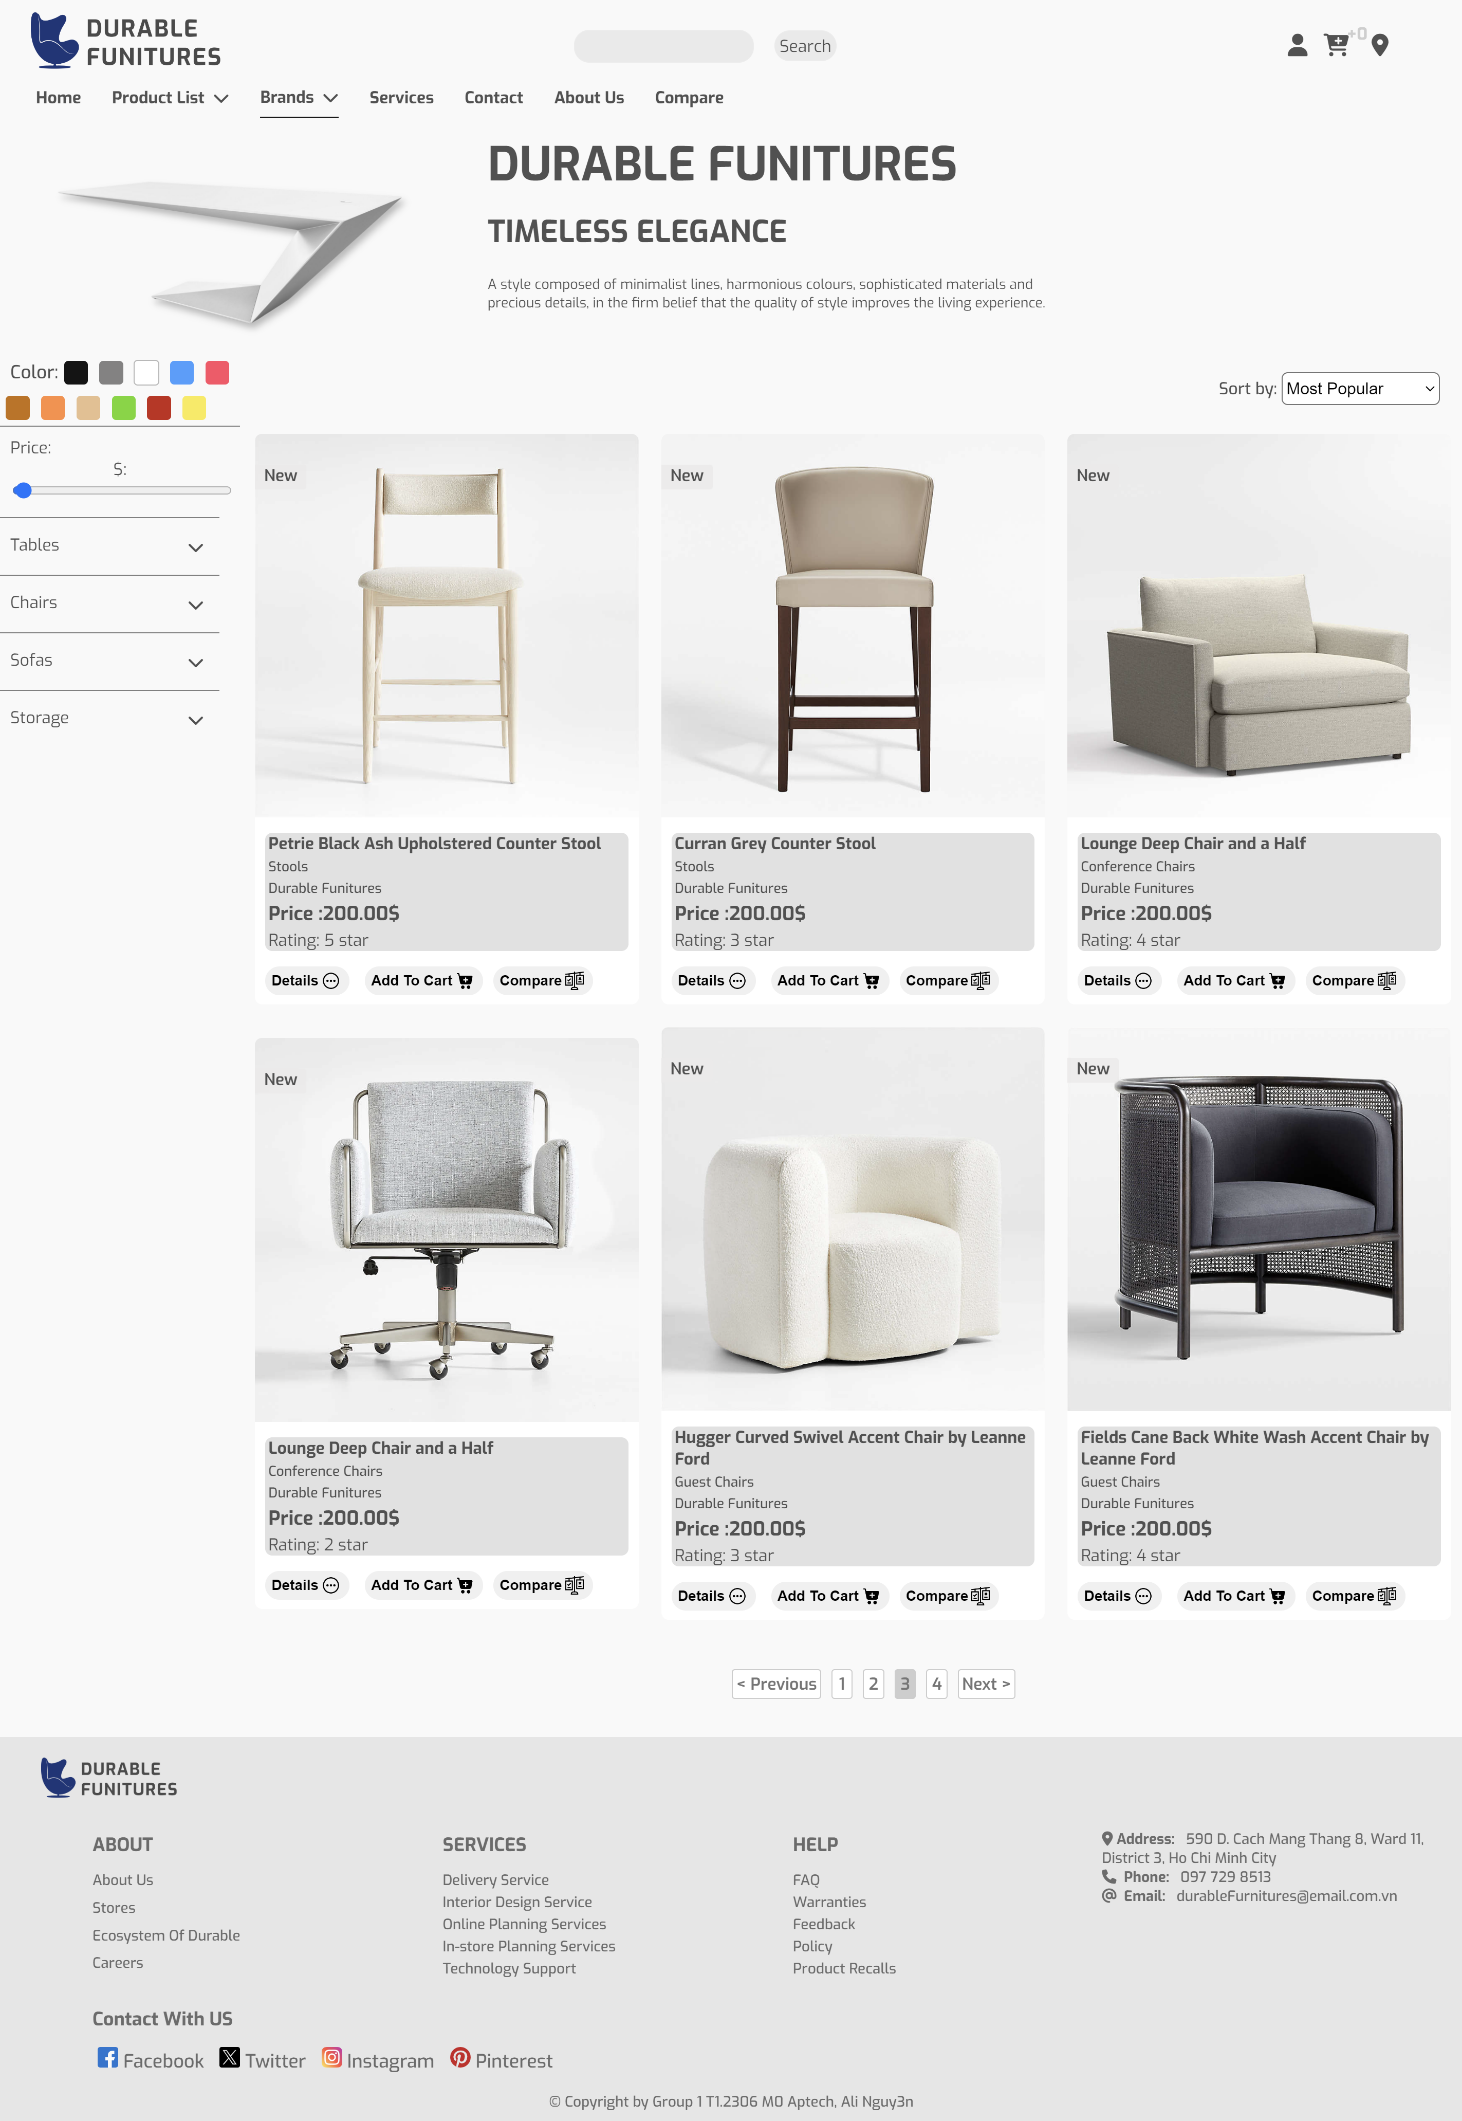 DURABLE
FUNITURES
Search
+0
Home Product List Brands Services Contact About Us Compare
DURABLE FUNITURES
TIMELESS ELEGANCE
A style composed of minimalist lines, harmonious colours, sophisticated materials and
precious details, in the firm belief that the quality of style improves the living experience.
Color:
Sort by: Most Popular
Price:
S:
Tables
Chairs
Sofas
Storage
New
Petrie Black Ash Upholstered Counter Stool
Stools
Durable Funitures
Price :200.00$
Rating: 5 star
Details Add To Cart Compare
New
Curran Grey Counter Stool
Stools
Durable Funitures
Price :200.00$
Rating: 3 star
Details Add To Cart Compare
New
Lounge Deep Chair and a Half
Conference Chairs
Durable Funitures
Price :200.00$
Rating: 4 star
Details Add To Cart Compare
New
Lounge Deep Chair and a Half
Conference Chairs
Durable Funitures
Price :200.00$
Rating: 2 star
Details Add To Cart Compare
New
Hugger Curved Swivel Accent Chair by Leanne
Ford
Guest Chairs
Durable Funitures
Price :200.00$
Rating: 3 star
Details Add To Cart Compare
New
Fields Cane Back White Wash Accent Chair by
Leanne Ford
Guest Chairs
Durable Funitures
Price :200.00$
Rating: 4 star
Details Add To Cart Compare
< Previous 1 2 3 4 Next >
DURABLE
FUNITURES
ABOUT
About Us
Stores
Ecosystem Of Durable
Careers
SERVICES
Delivery Service
Interior Design Service
Online Planning Services
In-store Planning Services
Technology Support
HELP
FAQ
Warranties
Feedback
Policy
Product Recalls
Address: 590 D. Cach Mang Thang 8, Ward 11,
District 3, Ho Chi Minh City
Phone: 097 729 8513
Email: durableFurnitures@email.com.vn
Contact With US
Facebook Twitter Instagram Pinterest
© Copyright by Group 1 T1.2306 M0 Aptech, Ali Nguy3n